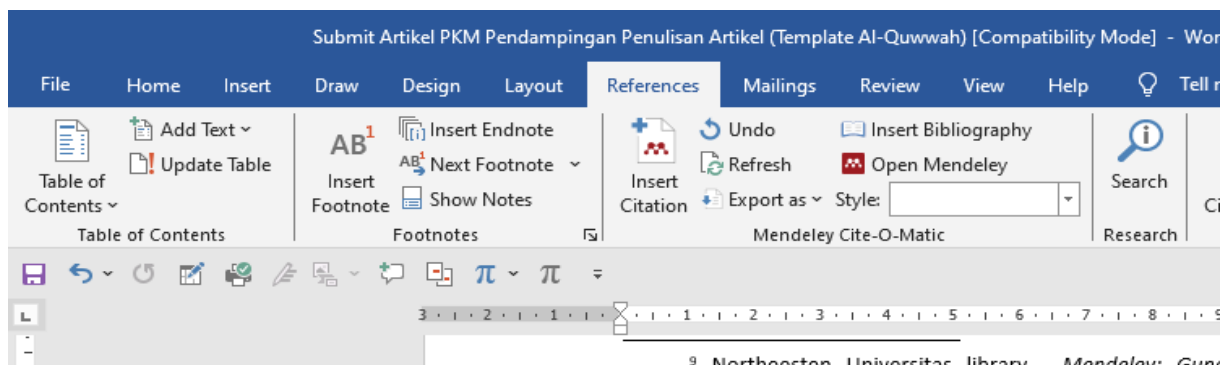 Submit Artikel PKM Pendampingan Penulisan Artikel (Template Al-Quwwah) [Compatibility Mode] - Wor
File Home Insert Draw Design Layout References Mailings Review View Help Tell
Add Text Insert Endnote Undo Insert Bibliography
AB1
Update Table Next Footnote Refresh Open Mendeley
Table of Contents Insert Footnote Show Notes Insert Citation Export as Style: Search Ci
Table of Contents Footnotes Mendeley Cite-O-Matic Research
π π
L 3 2 1 1 2 3 4 5 6 7 8 9
9 Universitas library